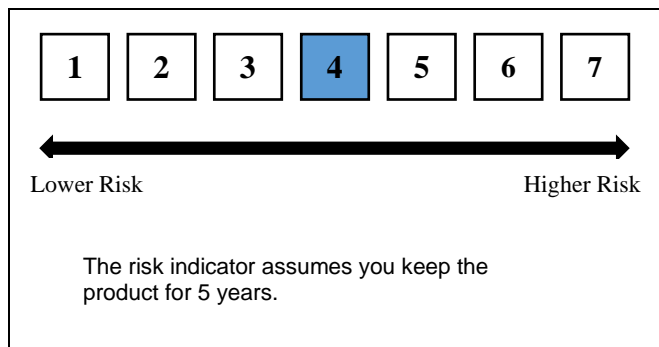 1 2 3 4 5 6 7
Lower Risk Higher Risk
The risk indicator assumes you keep the
product for 5 years.